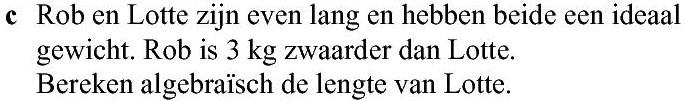 c Rob en Lotte zijn even lang en hebben beide een ideaal
gewicht. Rob is 3 kg zwaarder dan Lotte.
Bereken algebraïsch de lengte van Lotte.